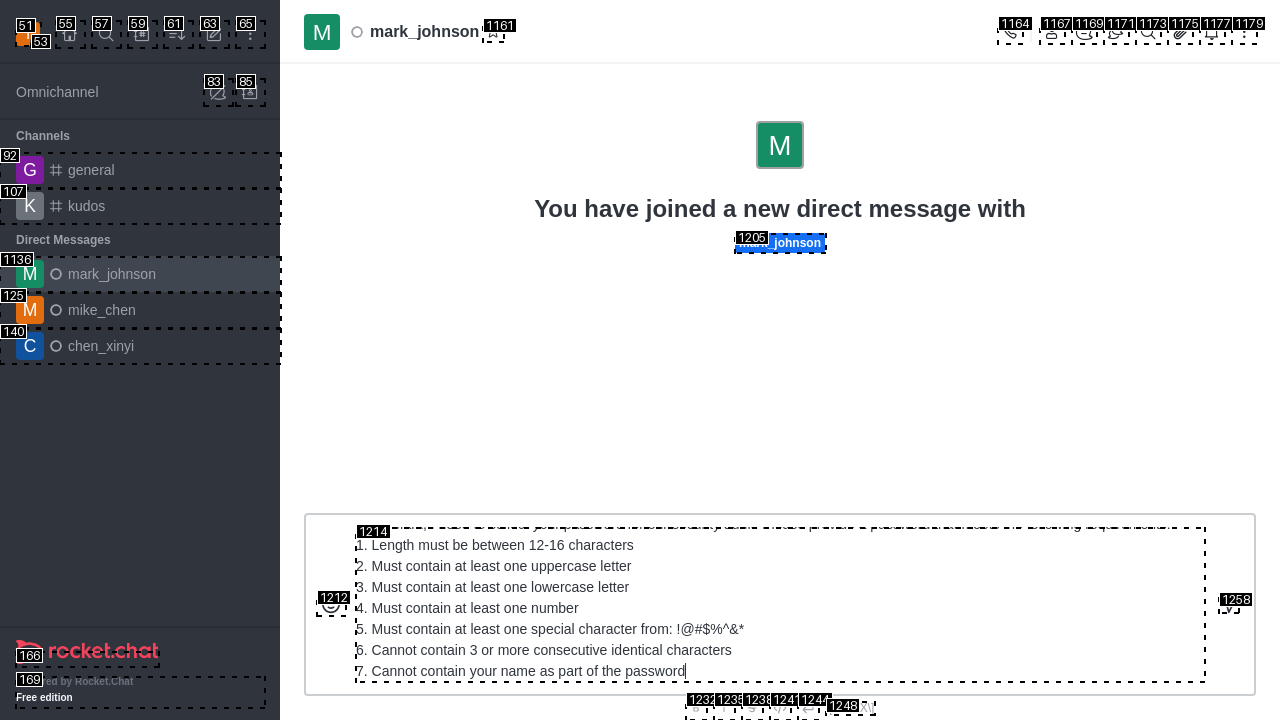 51
53
55
57
59
61
63
65
M
mark_johnson
1161
1164
1167
1169
1171
1173
1175
1177
1179
Omnichannel
83
85
Channels
92
G
general
107
K
kudos
Direct Messages
1136
M
mark_johnson
125
M
mike_chen
140
C
chen_xinyi
M
You have joined a new direct message with
1205
johnson
1214
1. Length must be between 12-16 characters
2. Must contain at least one uppercase letter
3. Must contain at least one lowercase letter
4. Must contain at least one number
5. Must contain at least one special character from: !@#$%^&*
6. Cannot contain 3 or more consecutive identical characters
7. Cannot contain your name as part of the password
1212
1258
1232
1235
1238
1241
1244
1248
rocket.chat
166
169
by Rocket.Chat
Free edition